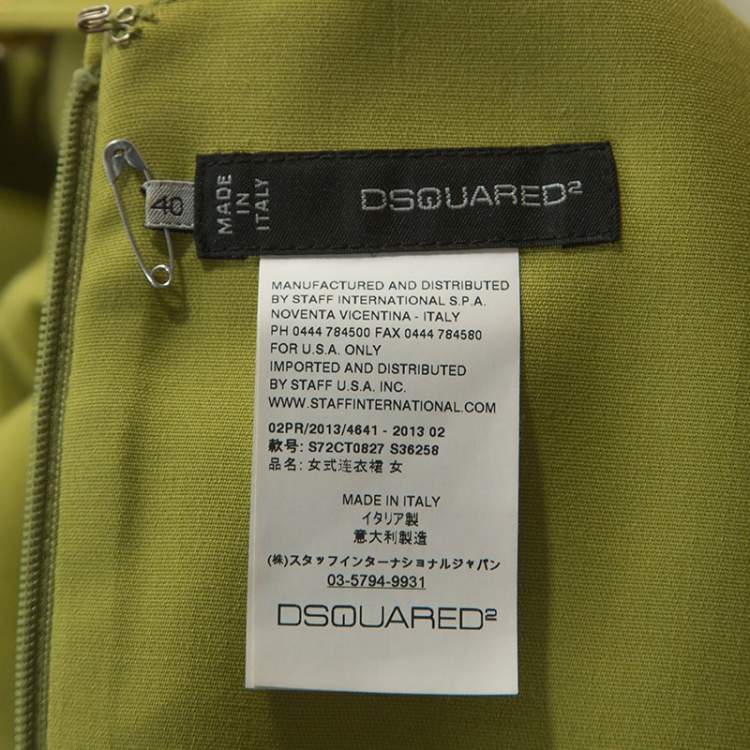 40
MADE
IN
ITALY
DSQUARED²
MANUFACTURED AND DISTRIBUTED
BY STAFF INTERNATIONAL S.P.A.
NOVENTA VICENTINA - ITALY
PH 0444 784500 FAX 0444 784580
FOR U.S.A. ONLY
IMPORTED AND DISTRIBUTED
BY STAFF U.S.A. INC.
WWW.STAFFINTERNATIONAL.COM
02PR/2013/4641 - 2013 02
款号: S72CT0827 S36258
品名: 女式连衣裙 女
MADE IN ITALY
イタリア製
意大利製造
(株)スタッフインターナショナルジャパン
03-5794-9931
DSQUARED²